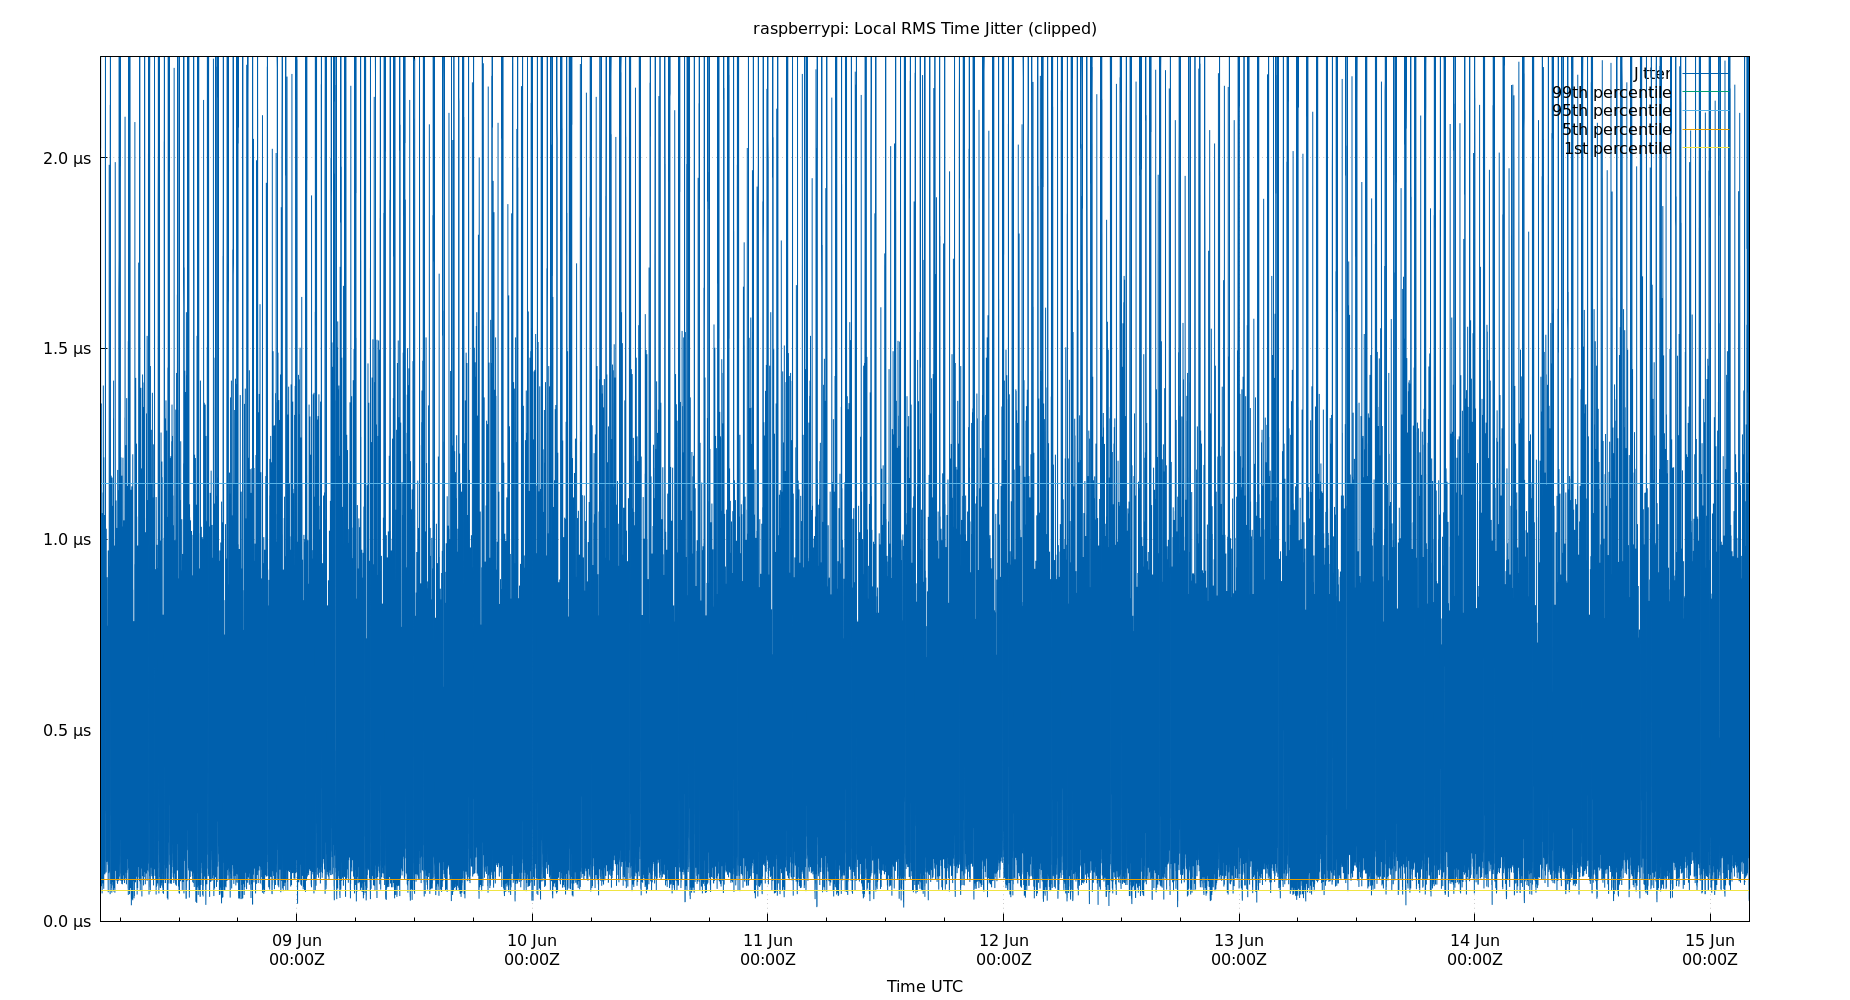 raspberrypi: Local RMS Time Jitter (clipped)
Jitter
99th percentile
95th percentile
5th percentile
1st percentile
2.0 μs
1.5 μs
1.0 μs
0.5 μs
0.0 μs
09 Jun 10 Jun 11 Jun 12 Jun 13 Jun 14 Jun 15 Jun
00:00Z 00:00Z 00:00Z 00:00Z 00:00Z 00:00Z 00:00Z
Time UTC